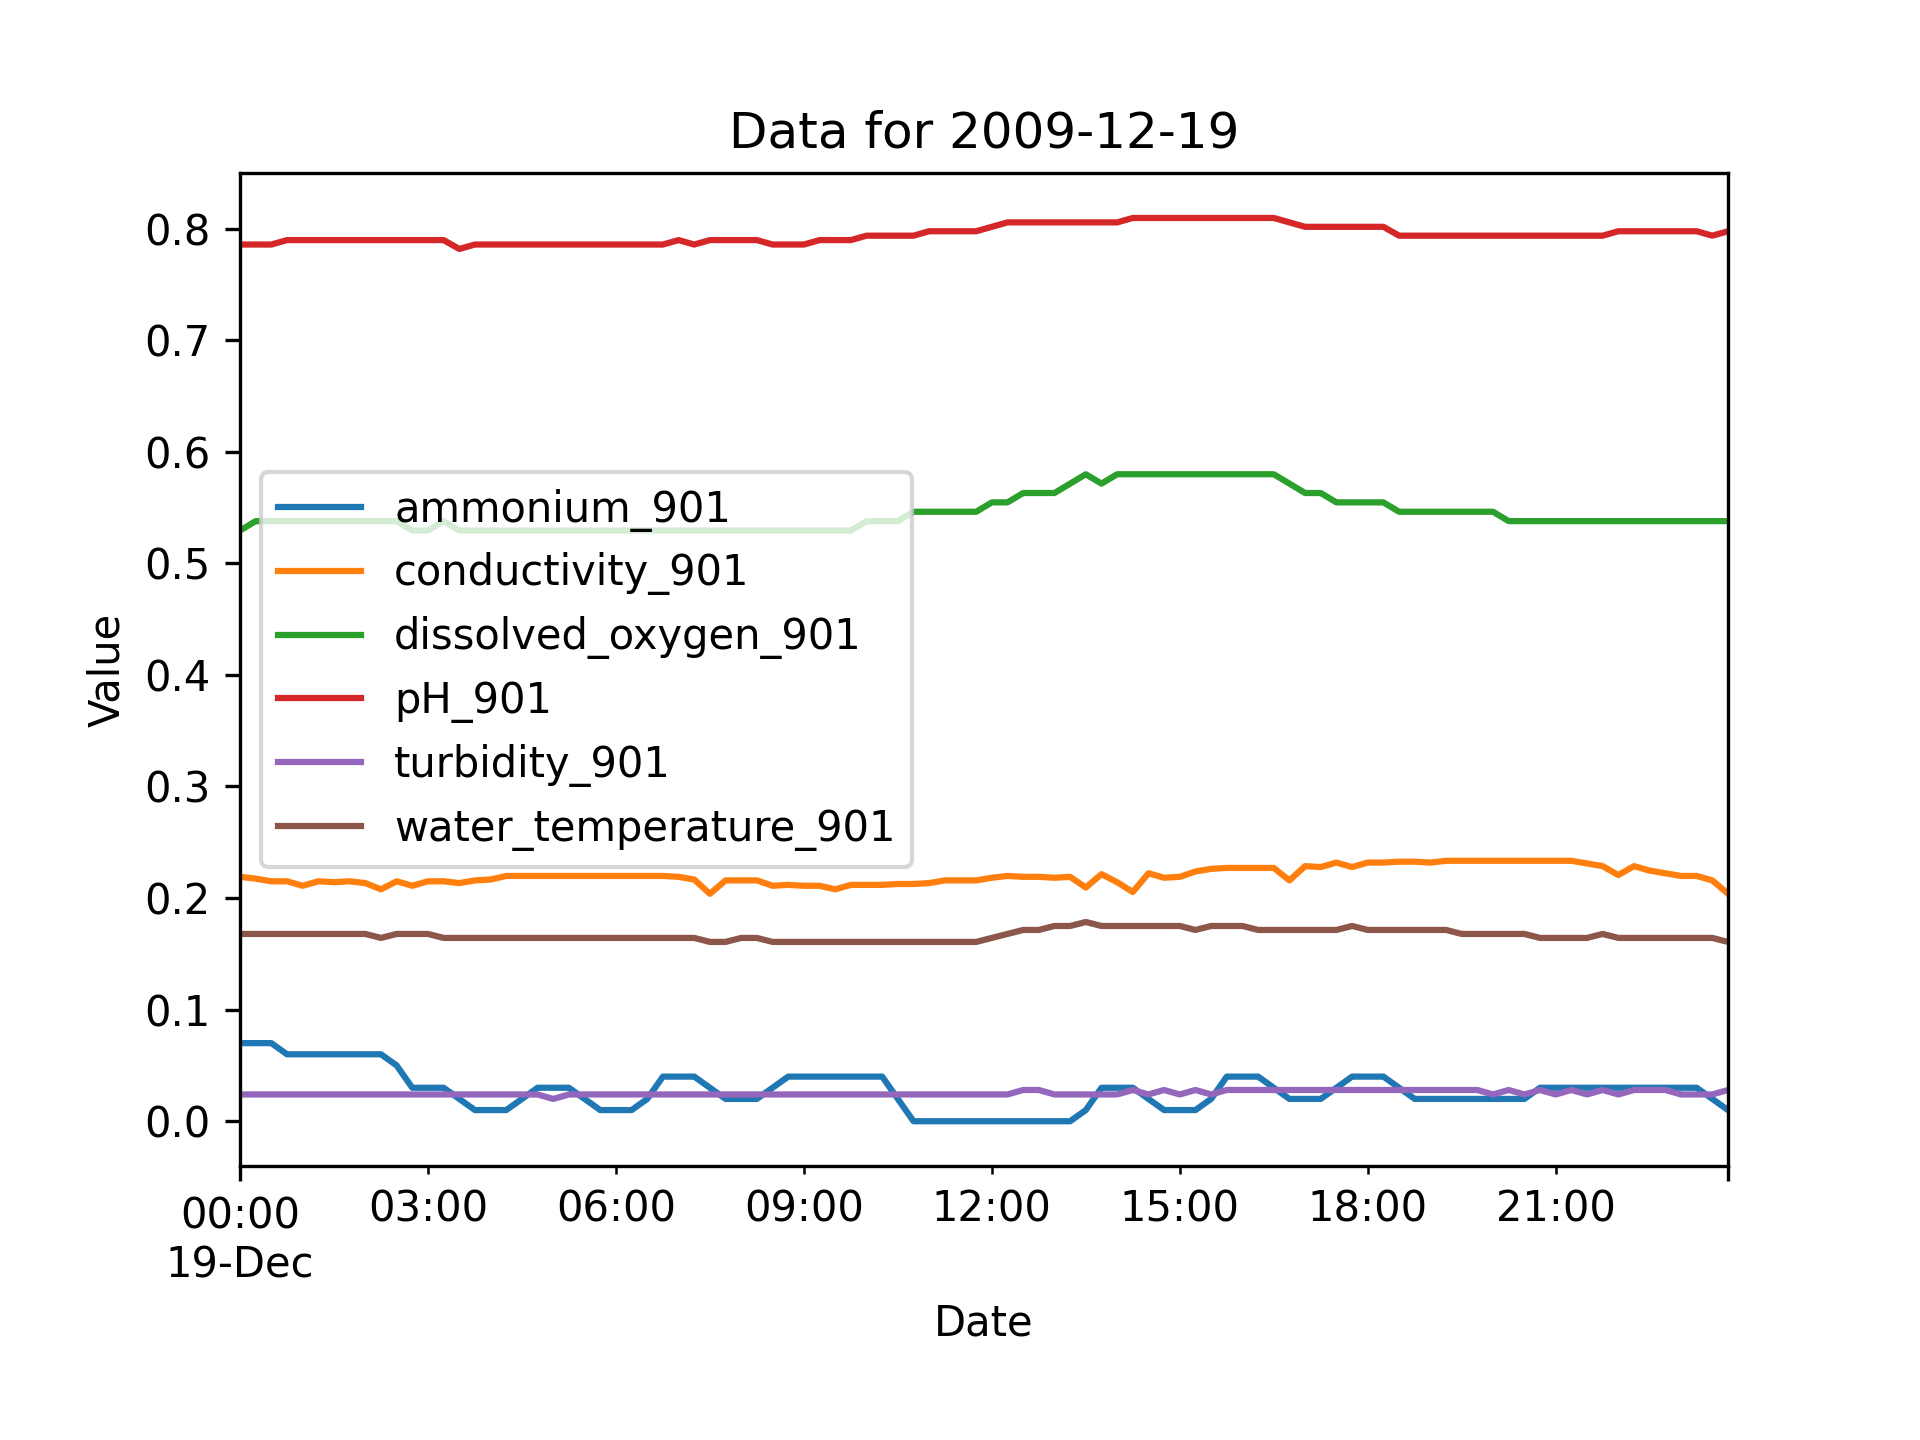 Data for 2009-12-19
0.8
0.7
0.6
0.5
0.4
0.3
0.2
0.1
0.0
Value
ammonium_901
conductivity_901
dissolved_oxygen_901
pH_901
turbidity_901
water_temperature_901
00:00 03:00 06:00 09:00 12:00 15:00 18:00 21:00
19-Dec
Date